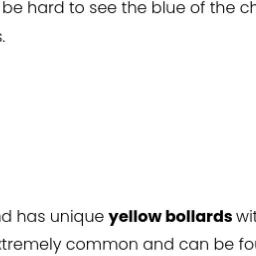 be hard to see the blue of the ch
s.
nd has unique yellow bollards wit
xtremely common and can be fou